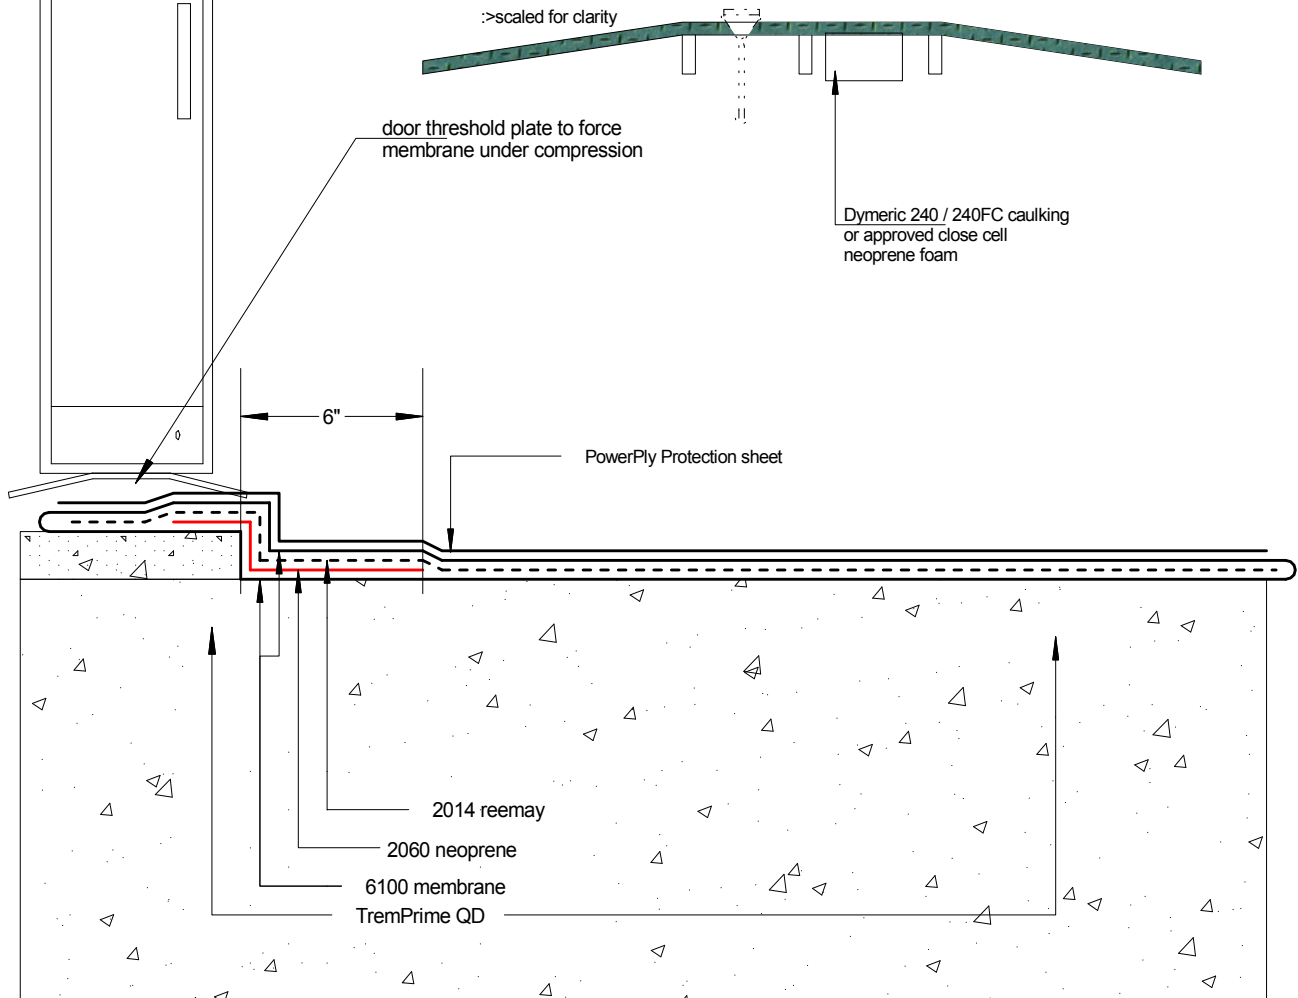 :>scaled for clarity
door threshold plate to force
membrane under compression
Dymeric 240 / 240FC caulking
or approved close cell
neoprene foam
6"
PowerPly Protection sheet
2014 reemay
2060 neoprene
6100 membrane
TremPrime QD